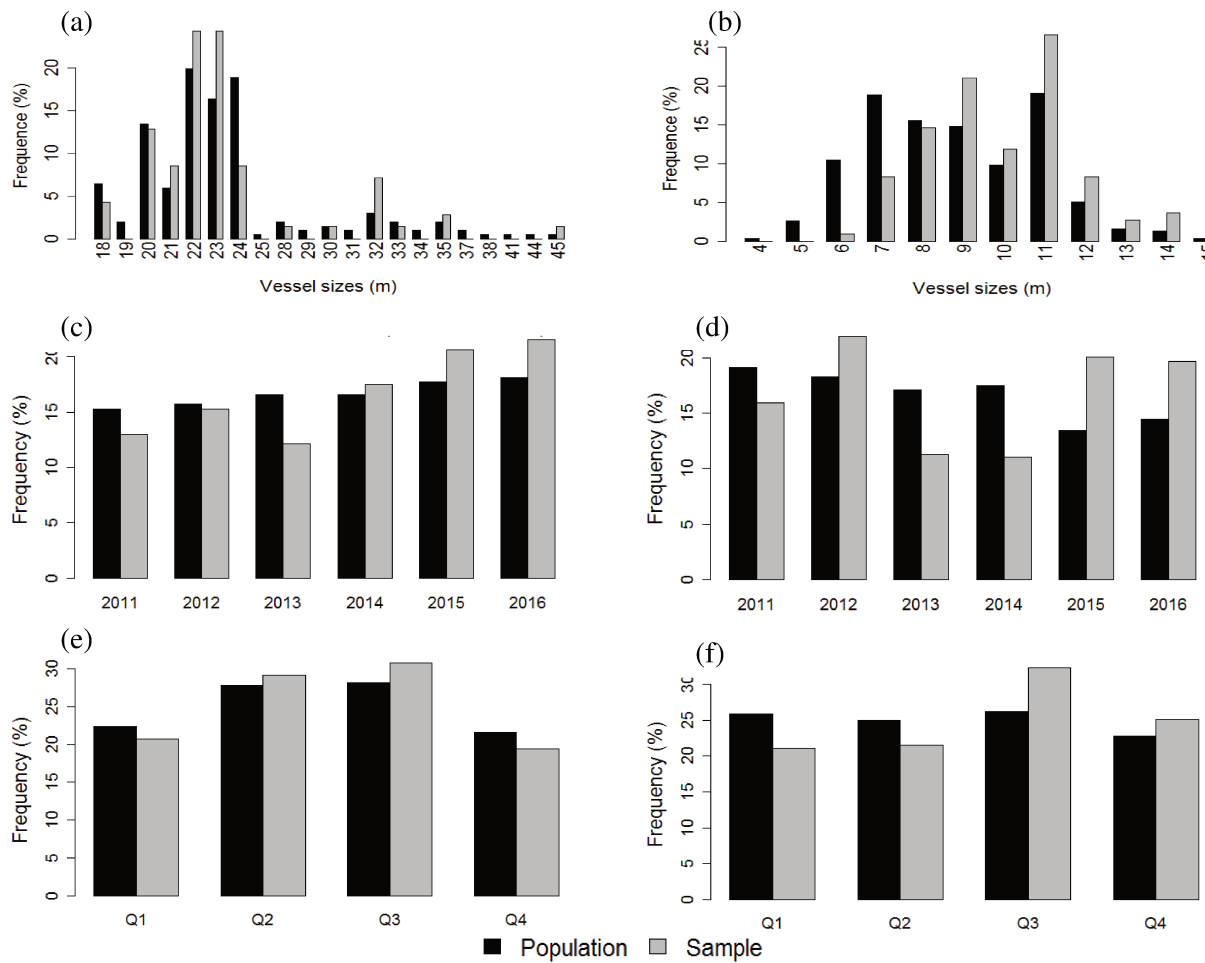 (a)
Frequence (%)
0 5 10 15 20
18 19 20 21 22 23 24 25 28 29 30 31 32 33 34 35 37 38 41 44 45
Vessel sizes (m)
(b)
Frequence (%)
0 5 10 15 20 25
4 5 6 7 8 9 10 11 12 13 14
Vessel sizes (m)
(c)
Frequency (%)
0 5 10 15 20
2011 2012 2013 2014 2015 2016
(d)
Frequency (%)
0 5 10 15 20
2011 2012 2013 2014 2015 2016
(e)
Frequency (%)
0 5 10 15 20 25 30
Q1 Q2 Q3 Q4
(f)
Frequency (%)
0 5 10 15 20 25 30
Q1 Q2 Q3 Q4
Population Sample